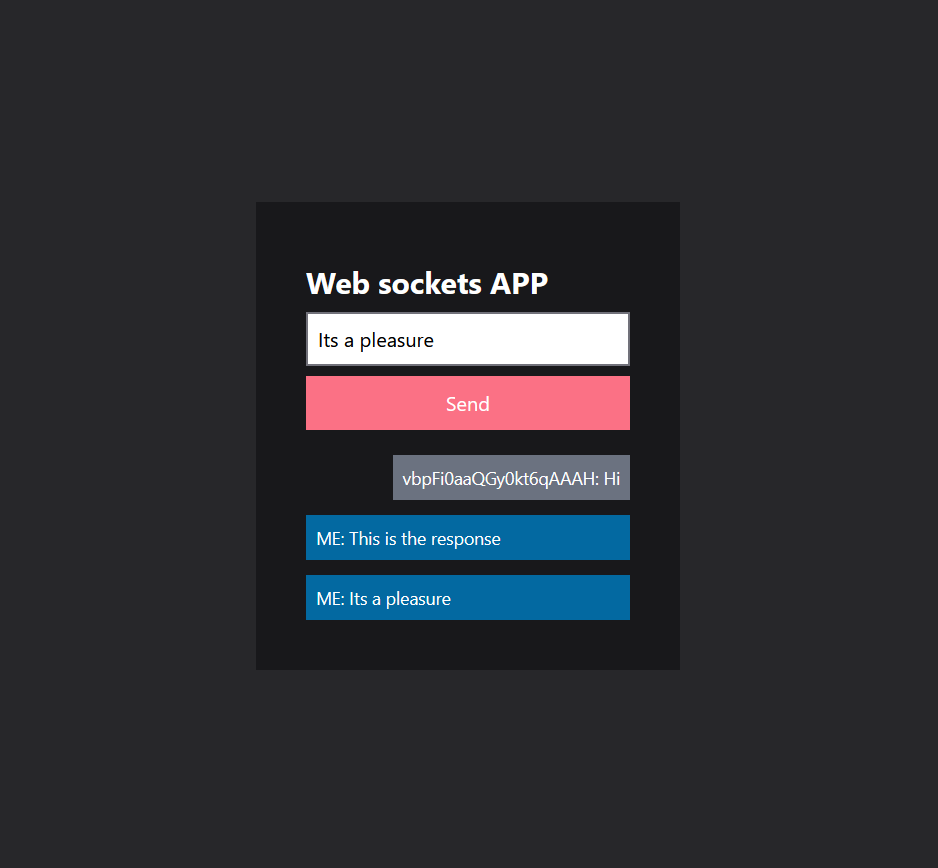 Web sockets APP
Its a pleasure
Send
vbpFi0aaQGy0kt6qAAAH: Hi
ME: This is the response
ME: Its a pleasure